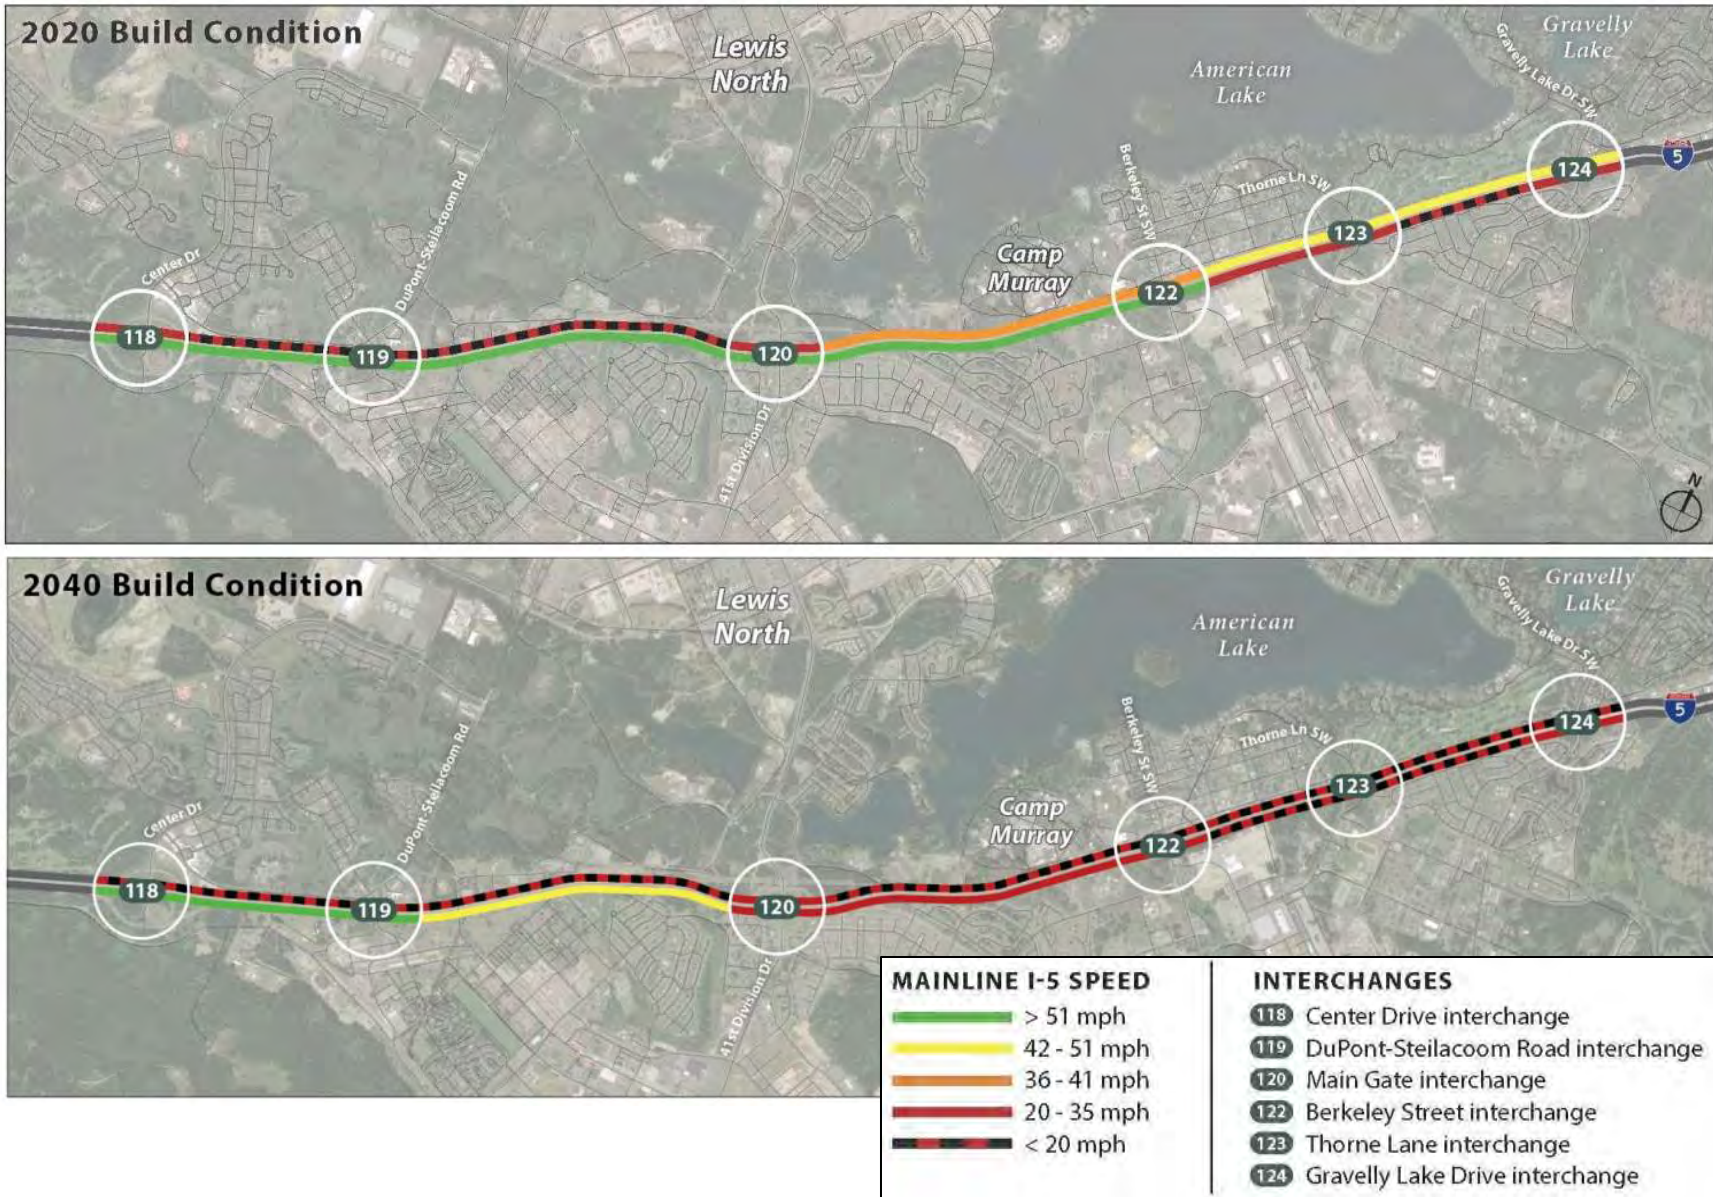 2020 Build Condition
Lewis
North
American
Lake
Gravelly
Lake
Gravelly Lake Dr SW
5
124
Thorne Ln SW
123
Berkeley St SW
122
Camp
Murray
DuPont-Steilacoom Rd
Center Dr
118
119
120
41st Division Dr
N
2040 Build Condition
Lewis
North
American
Lake
Gravelly
Lake
Gravelly Lake Dr SW
5
124
Thorne Ln SW
123
Berkeley St SW
122
Camp
Murray
DuPont-Steilacoom Rd
Center Dr
118
119
120
41st Division Dr
MAINLINE I-5 SPEED
> 51 mph
42 - 51 mph
36 - 41 mph
20 - 35 mph
< 20 mph
INTERCHANGES
118 Center Drive interchange
119 DuPont-Steilacoom Road interchange
120 Main Gate interchange
122 Berkeley Street interchange
123 Thorne Lane interchange
124 Gravelly Lake Drive interchange